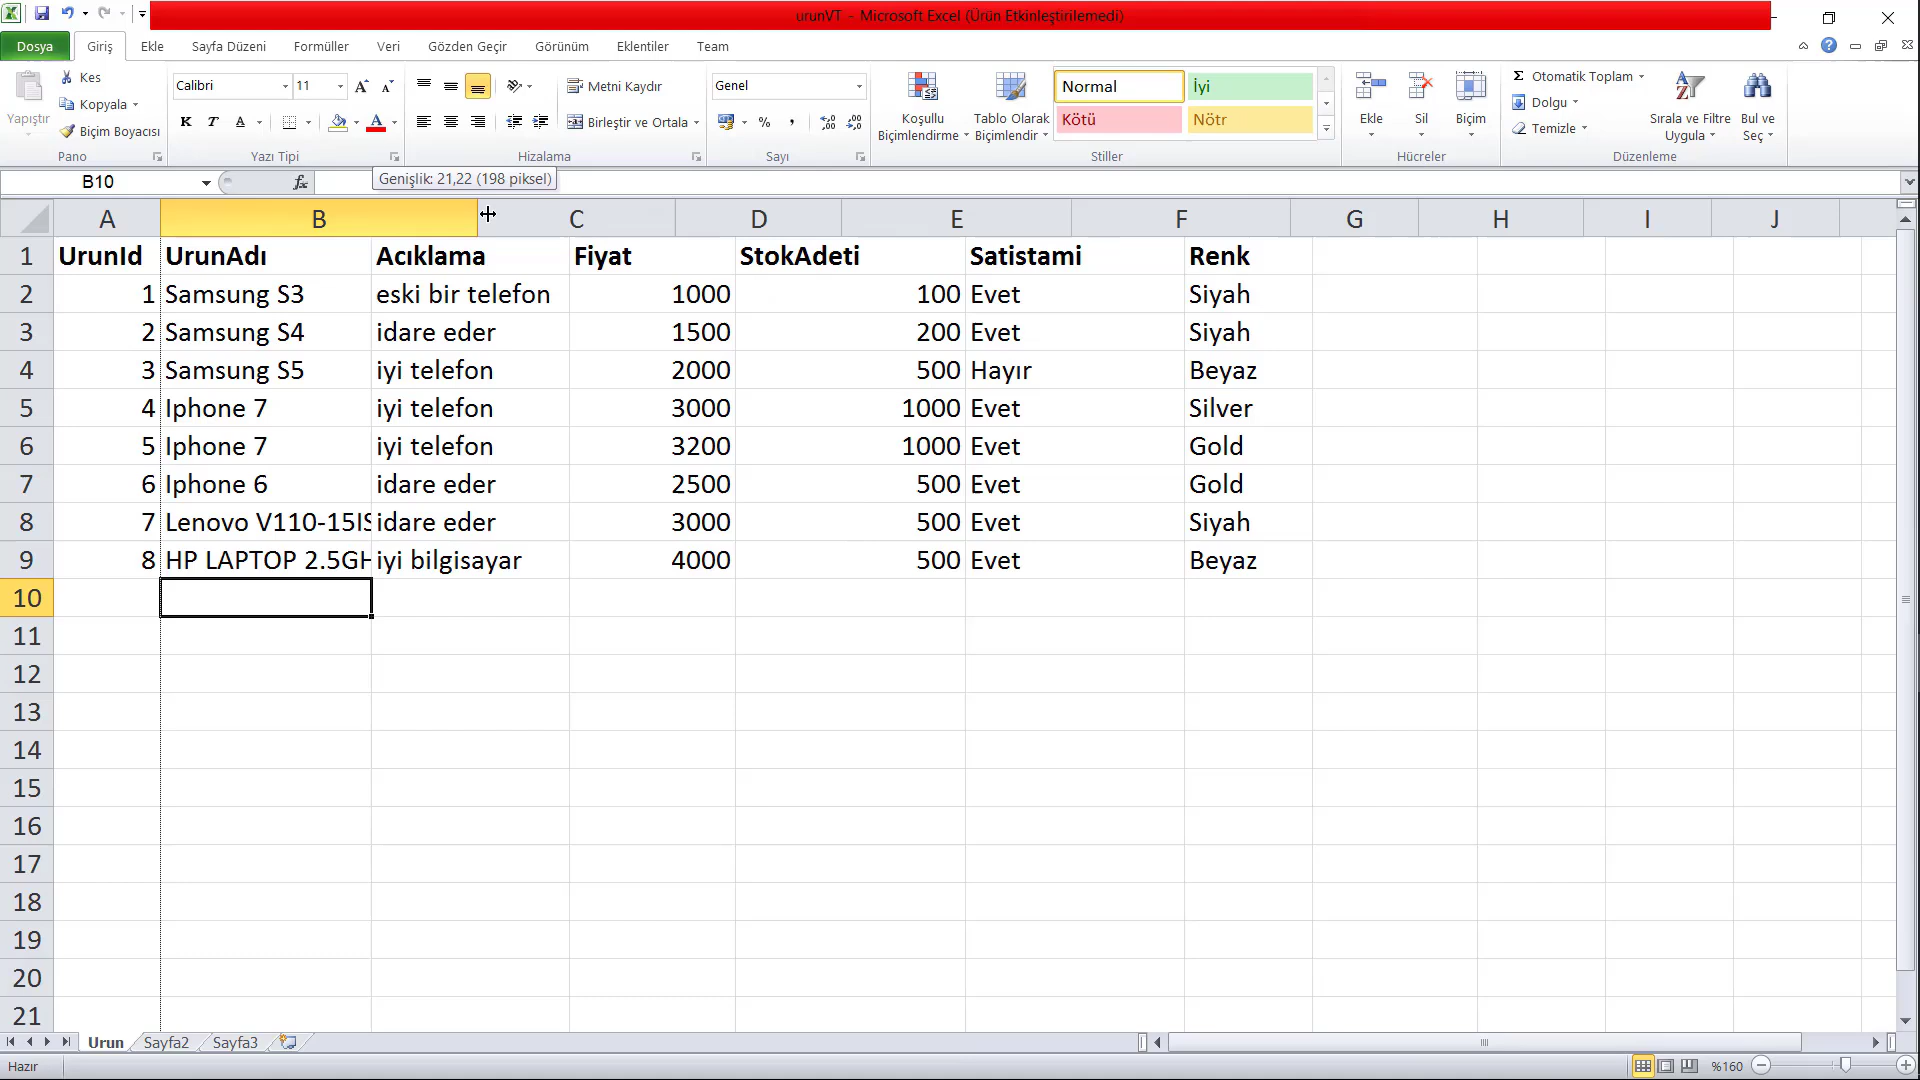 urunVT - Microsoft Excel (Ürün Etkinleştirilemedi)
Dosya Giriş Ekle Sayfa Düzeni Formüller Veri Gözden Geçir Görünüm Eklentiler Team
Yapıştır
Kes
Kopyala
Biçim Boyacısı
Calibri 11
K T A
Metni Kaydır
Birleştir ve Ortala
Genel
%
Koşullu Biçimlendirme
Tablo Olarak Biçimlendir
Normal İyi
Kötü Nötr
Ekle Sil Biçim
Otomatik Toplam
Dolgu
Temizle
Sırala ve Filtre Uygula
Bul ve Seç
Pano Yazı Tipi Hizalama Sayı Stiller Hücreler Düzenleme
B10 fx
Genişlik: 21,22 (198 piksel)
A B C D E F G H I J
1 UrunId UrunAdı Acıklama Fiyat StokAdeti Satistami Renk
2 1 Samsung S3 eski bir telefon 1000 100 Evet Siyah
3 2 Samsung S4 idare eder 1500 200 Evet Siyah
4 3 Samsung S5 iyi telefon 2000 500 Hayır Beyaz
5 4 Iphone 7 iyi telefon 3000 1000 Evet Silver
6 5 Iphone 7 iyi telefon 3200 1000 Evet Gold
7 6 Iphone 6 idare eder 2500 500 Evet Gold
8 7 Lenovo V110-15IS idare eder 3000 500 Evet Siyah
9 8 HP LAPTOP 2.5GH iyi bilgisayar 4000 500 Evet Beyaz
10
11
12
13
14
15
16
17
18
19
20
21
Urun Sayfa2 Sayfa3
Hazır %160